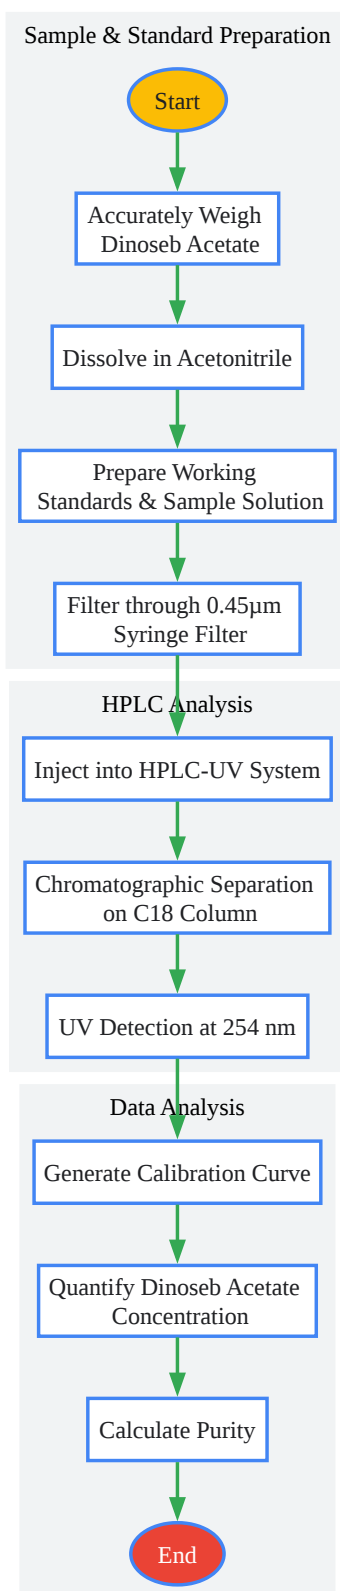 Sample & Standard Preparation
Start
Accurately Weigh
Dinoseb Acetate
Dissolve in Acetonitrile
Prepare Working
Standards & Sample Solution
Filter through 0.45µm
Syringe Filter
HPLC Analysis
Inject into HPLC-UV System
Chromatographic Separation
on C18 Column
UV Detection at 254 nm
Data Analysis
Generate Calibration Curve
Quantify Dinoseb Acetate
Concentration
Calculate Purity
End